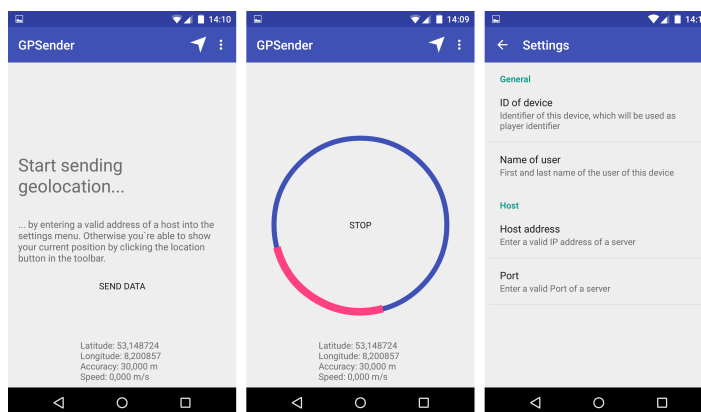 14:10
GPSender
Start sending
geolocation...
... by entering a valid address of a host into the
settings menu. Otherwise you`re able to show
your current position by clicking the location
button in the toolbar.
SEND DATA
Latitude: 53,148724
Longitude: 8,200857
Accuracy: 30,000 m
Speed: 0,000 m/s
14:09
GPSender
STOP
Latitude: 53,148724
Longitude: 8,200857
Accuracy: 30,000 m
Speed: 0,000 m/s
Settings
General
ID of device
Identifier of this device, which will be used as
player identifier
Name of user
First and last name of the user of this device
Host
Host address
Enter a valid IP address of a server
Port
Enter a valid Port of a server